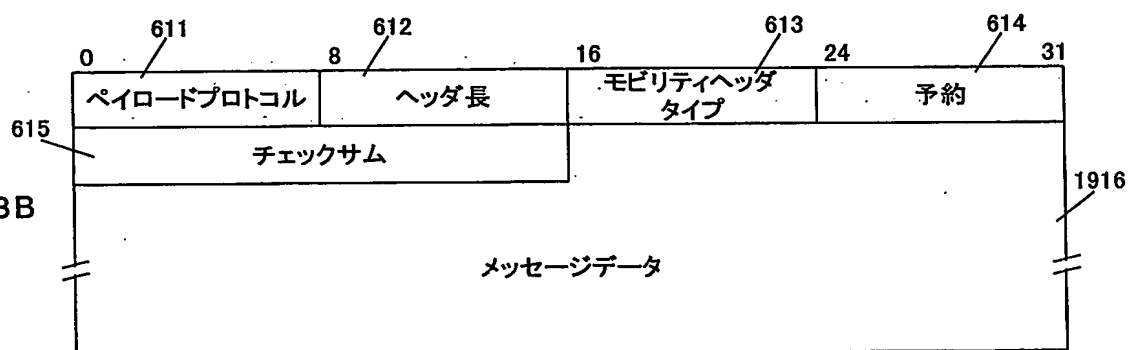 611 612 613 614
0 8 16 24 31
ペイロードプロトコル ヘッダ長 モビリティヘッダ 予約
タイプ
615
チェックサム
1916
3B
メッセージデータ